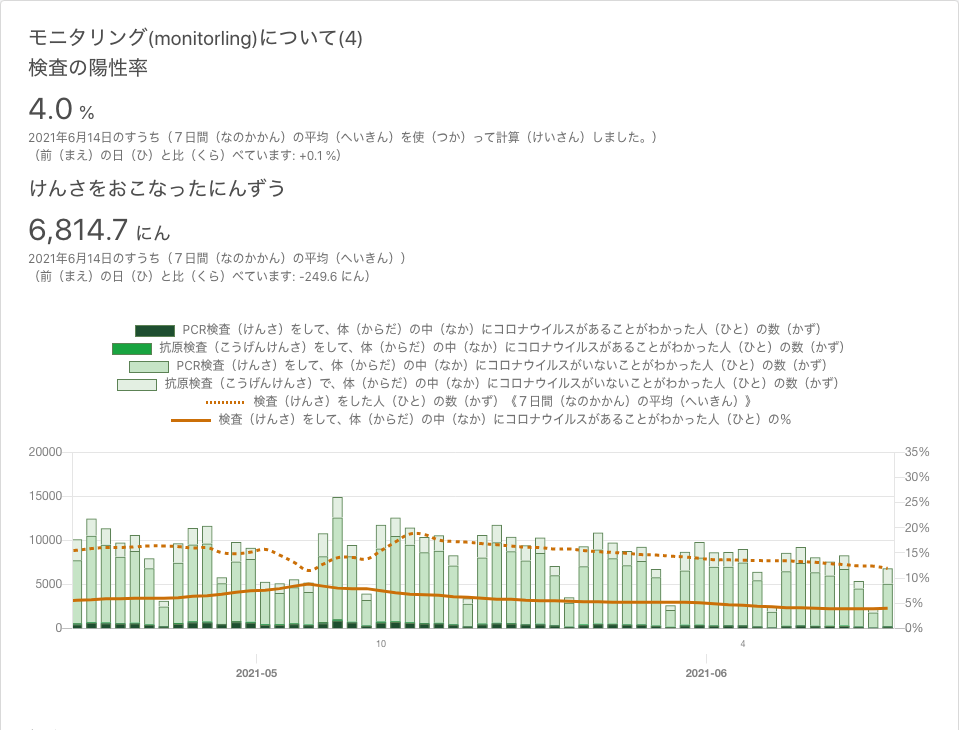 モニタリング(monitorling)について(4)
検査の陽性率
4.0 %
2021年6月14日のすうち（７日間（なのかかん）の平均（へいきん）を使（つか）って計算（けいさん）しました。）
（前（まえ）の日（ひ）と比（くら）べています: +0.1 %）
けんさをおこなったにんずう
6,814.7 にん
2021年6月14日のすうち（７日間（なのかかん）の平均（へいきん））
（前（まえ）の日（ひ）と比（くら）べています: -249.6 にん）
PCR検査（けんさ）をして、体（からだ）の中（なか）にコロナウイルスがあることがわかった人（ひと）の数（かず）
抗原検査（こうげんけんさ）をして、体（からだ）の中（なか）にコロナウイルスがあることがわかった人（ひと）の数（かず）
PCR検査（けんさ）をして、体（からだ）の中（なか）にコロナウイルスがいないことがわかった人（ひと）の数（かず）
抗原検査（こうげんけんさ）で、体（からだ）の中（なか）にコロナウイルスがいないことがわかった人（ひと）の数（かず）
検査（けんさ）をした人（ひと）の数（かず）《７日間（なのかかん）の平均（へいきん）》
検査（けんさ）をして、体（からだ）の中（なか）にコロナウイルスがあることがわかった人（ひと）の%
20000 35%
30%
15000 25%
20%
10000 15%
5000 10%
5%
0 0%
10 4
2021-05 2021-06